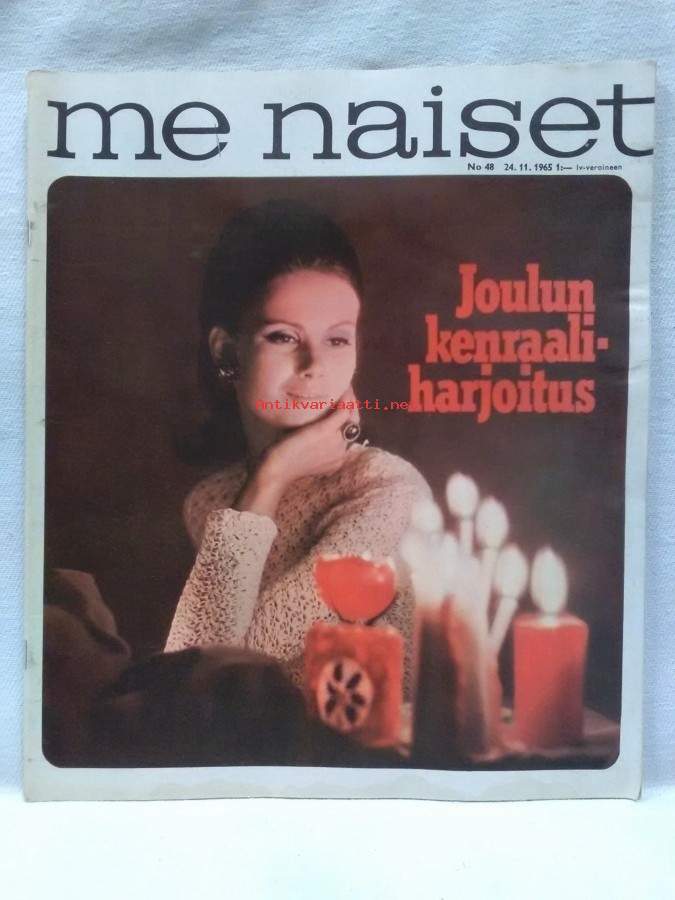 me naiset
No 48 24.11.1965 1:— lv-veroineen
Joulun
kenraali-
harjoitus
Antikvariaatti.net